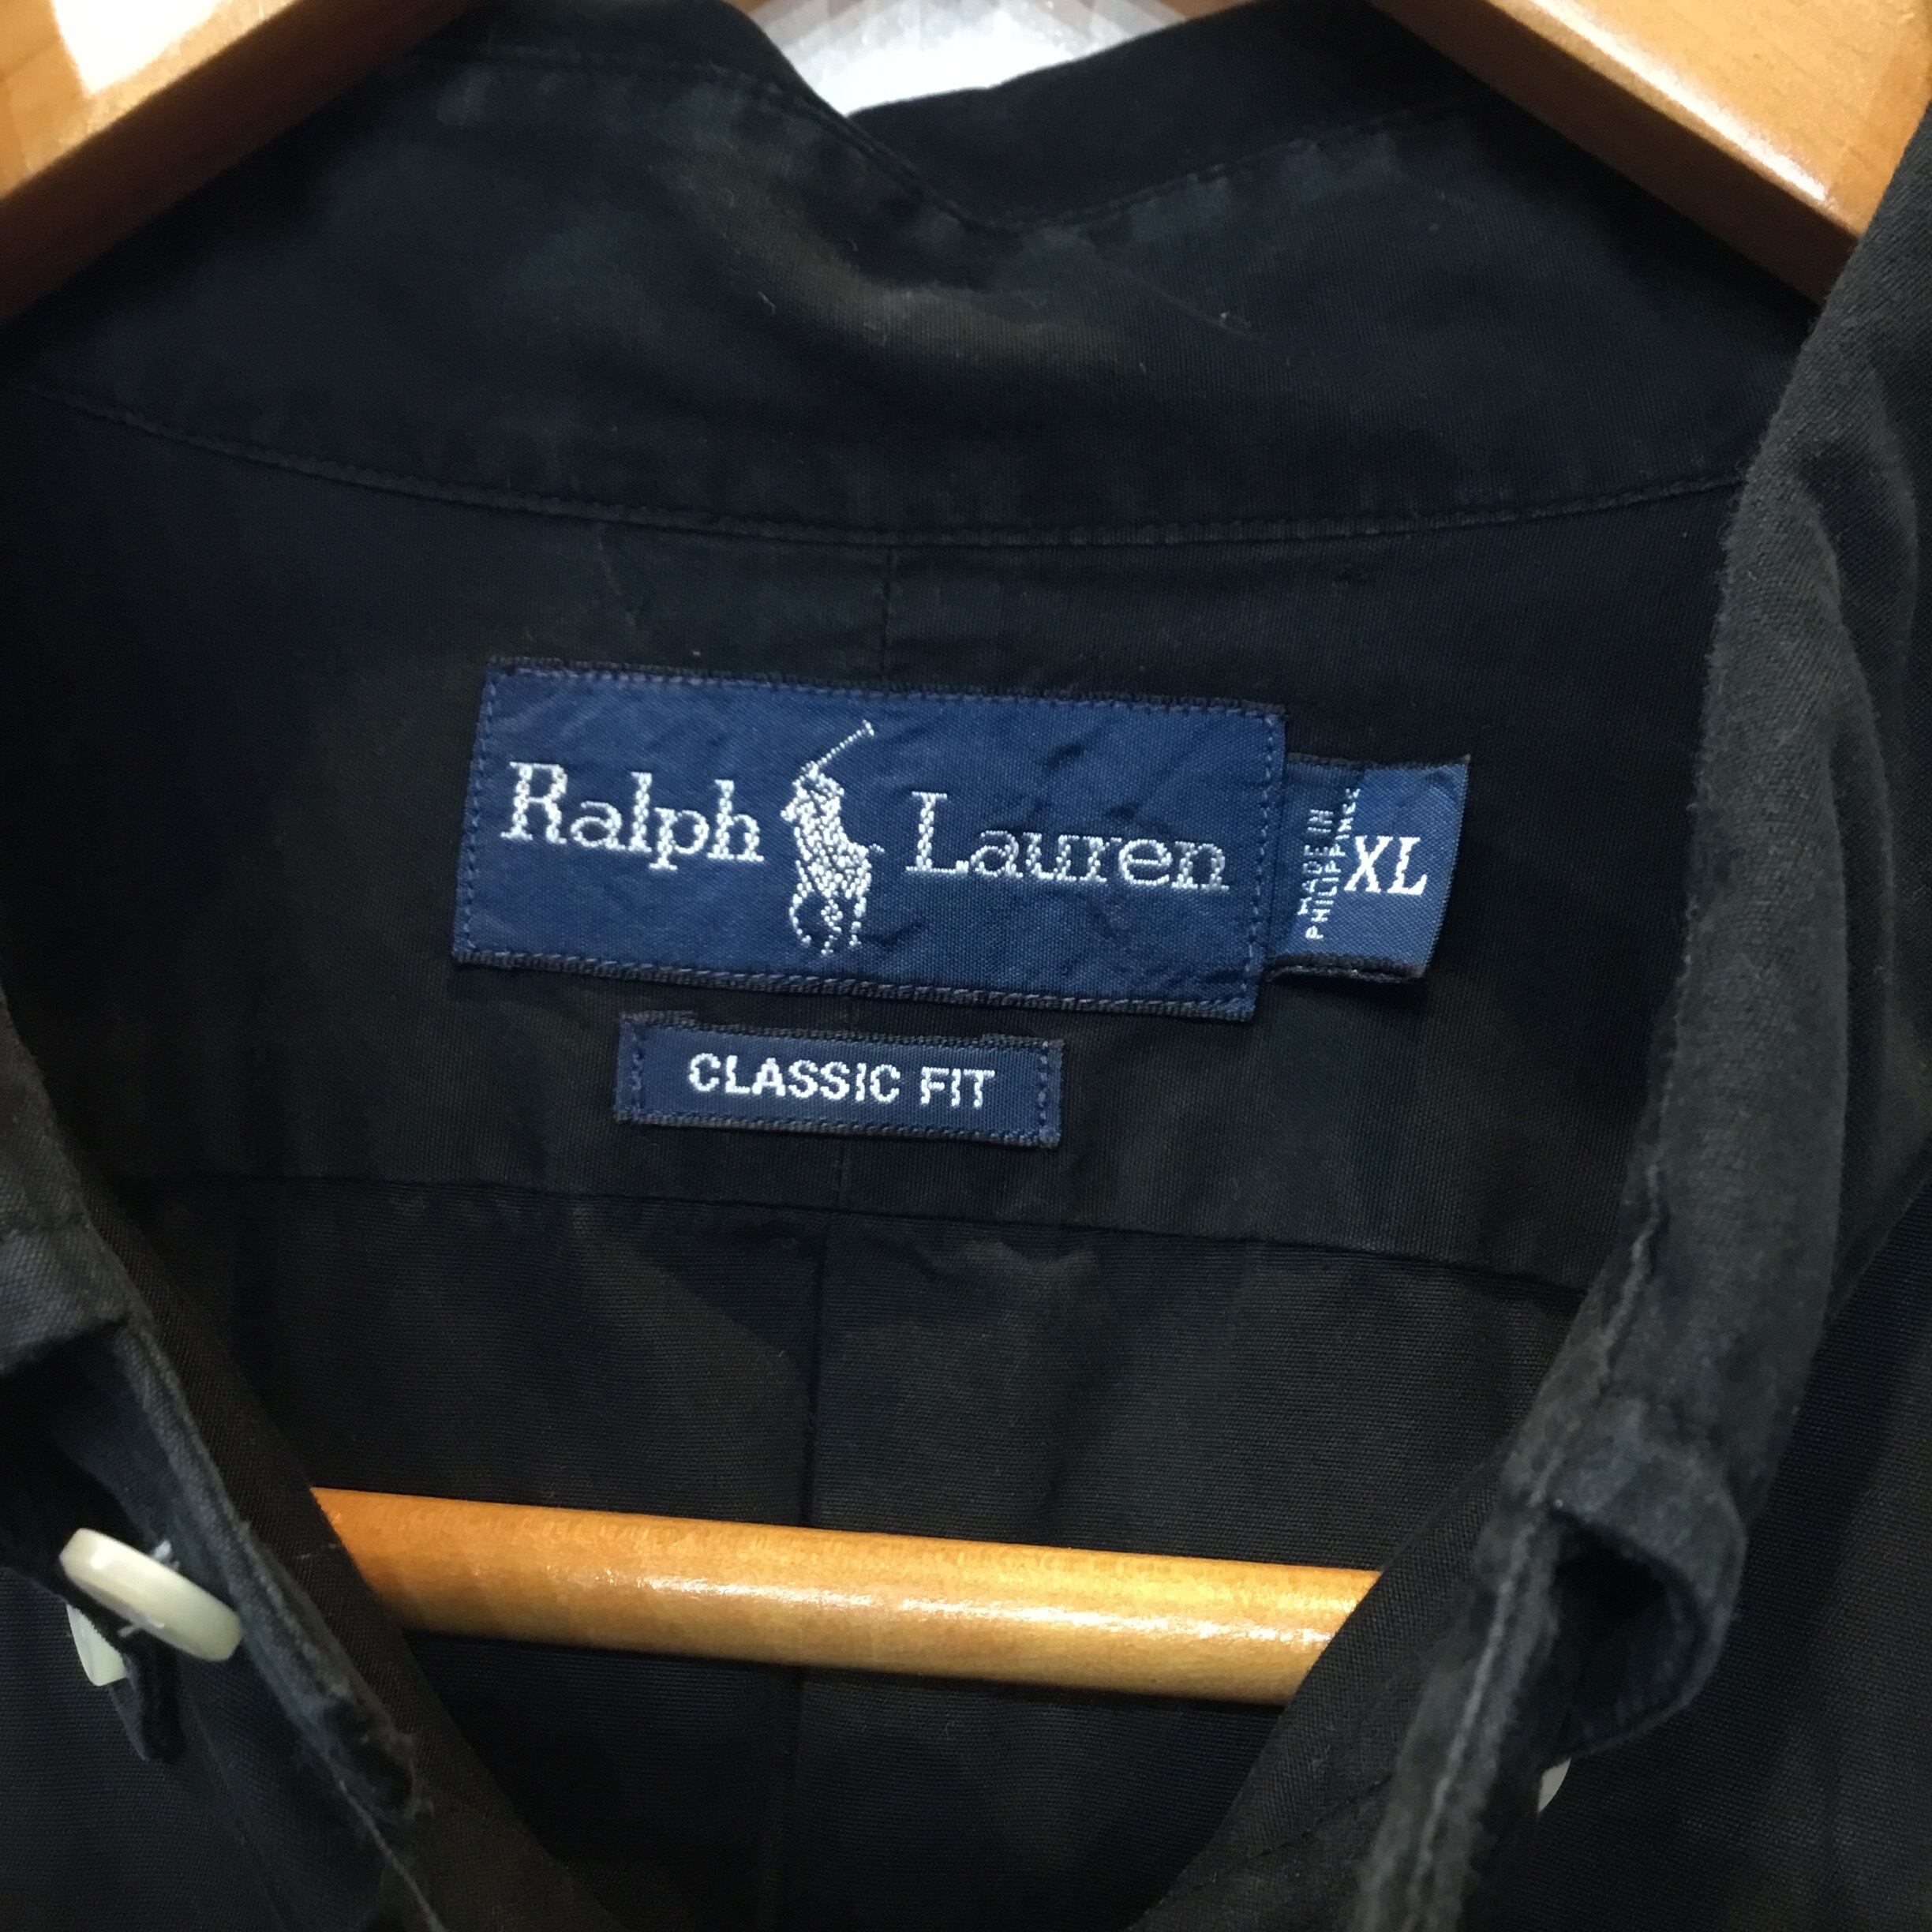 Ralph Lauren
MADE IN
PHILIPPINES
XL
CLASSIC FIT